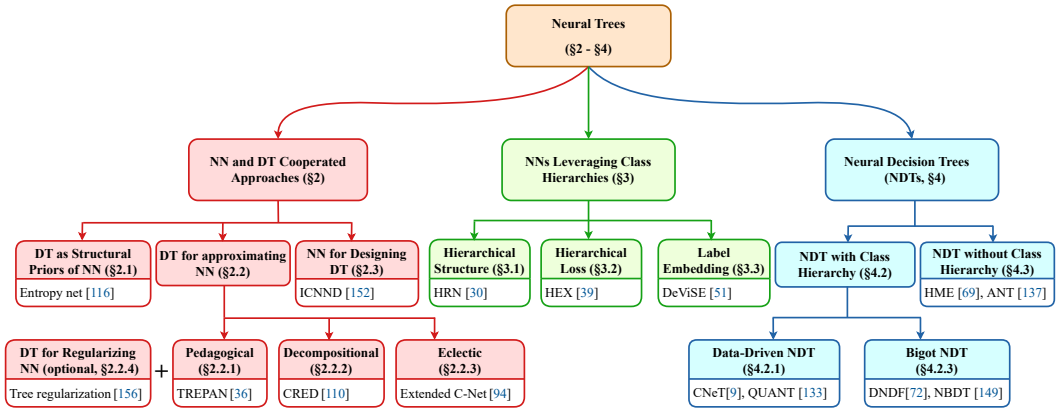 Neural Trees
(§2 - §4)
NN and DT Cooperated
Approaches (§2)
NNs Leveraging Class
Hierarchies (§3)
Neural Decision Trees
(NDTs, §4)
DT as Structural
Priors of NN (§2.1)
Entropy net [116]
DT for approximating
NN (§2.2)
NN for Designing
DT (§2.3)
ICNND [152]
Hierarchical
Structure (§3.1)
HRN [30]
Hierarchical
Loss (§3.2)
HEX [39]
Label
Embedding (§3.3)
DeViSE [51]
NDT with Class
Hierarchy (§4.2)
NDT without Class
Hierarchy (§4.3)
HME [69], ANT [137]
DT for Regularizing
NN (optional, §2.2.4)
Tree regularization [156]
+
Pedagogical
(§2.2.1)
TREPAN [36]
Decompositional
(§2.2.2)
CRED [110]
Eclectic
(§2.2.3)
Extended C-Net [94]
Data-Driven NDT
(§4.2.1)
CNeT[9], QUANT [133]
Bigot NDT
(§4.2.3)
DNDF[72], NBDT [149]